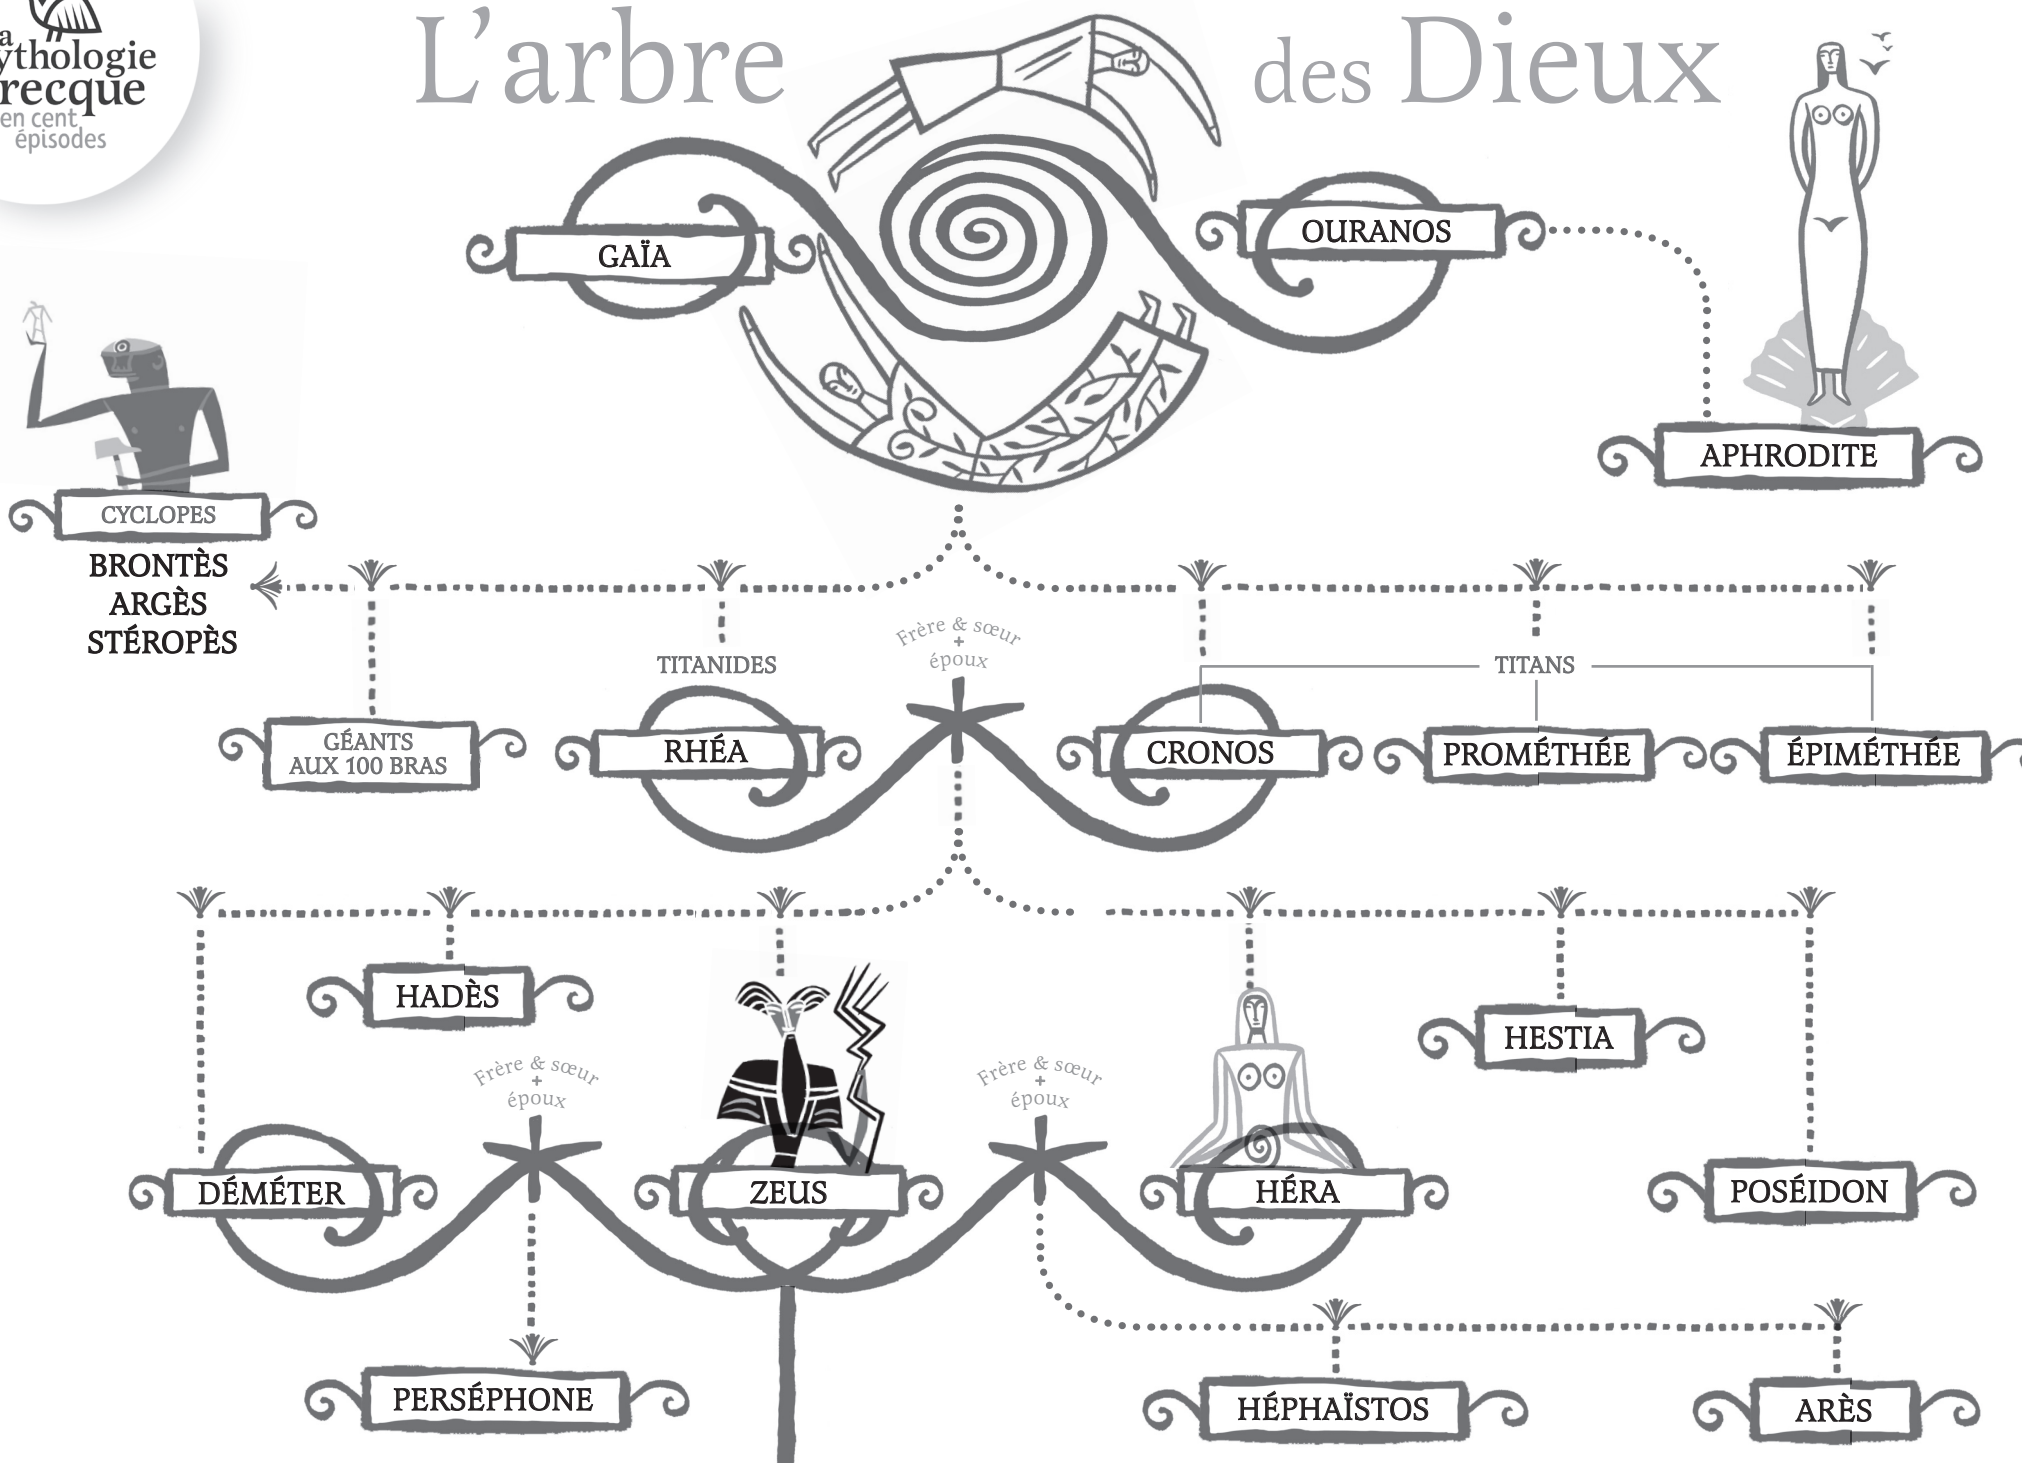 L'arbre des Dieux
a
ythologie
recque
en cent
épisodes
GAÏA
OURANOS
APHRODITE
CYCLOPES
BRONTÈS
ARGÈS
STÉROPÈS
Frère & sœur
+
époux
TITANIDES
TITANS
GÉANTS
AUX 100 BRAS
RHÉA
CRONOS
PROMÉTHÉE
ÉPIMÉTHÉE
HADÈS
HESTIA
Frère & sœur
+
époux
Frère & sœur
+
époux
DÉMÉTER
ZEUS
HÉRA
POSÉIDON
PERSÉPHONE
HÉPHAÏSTOS
ARÈS